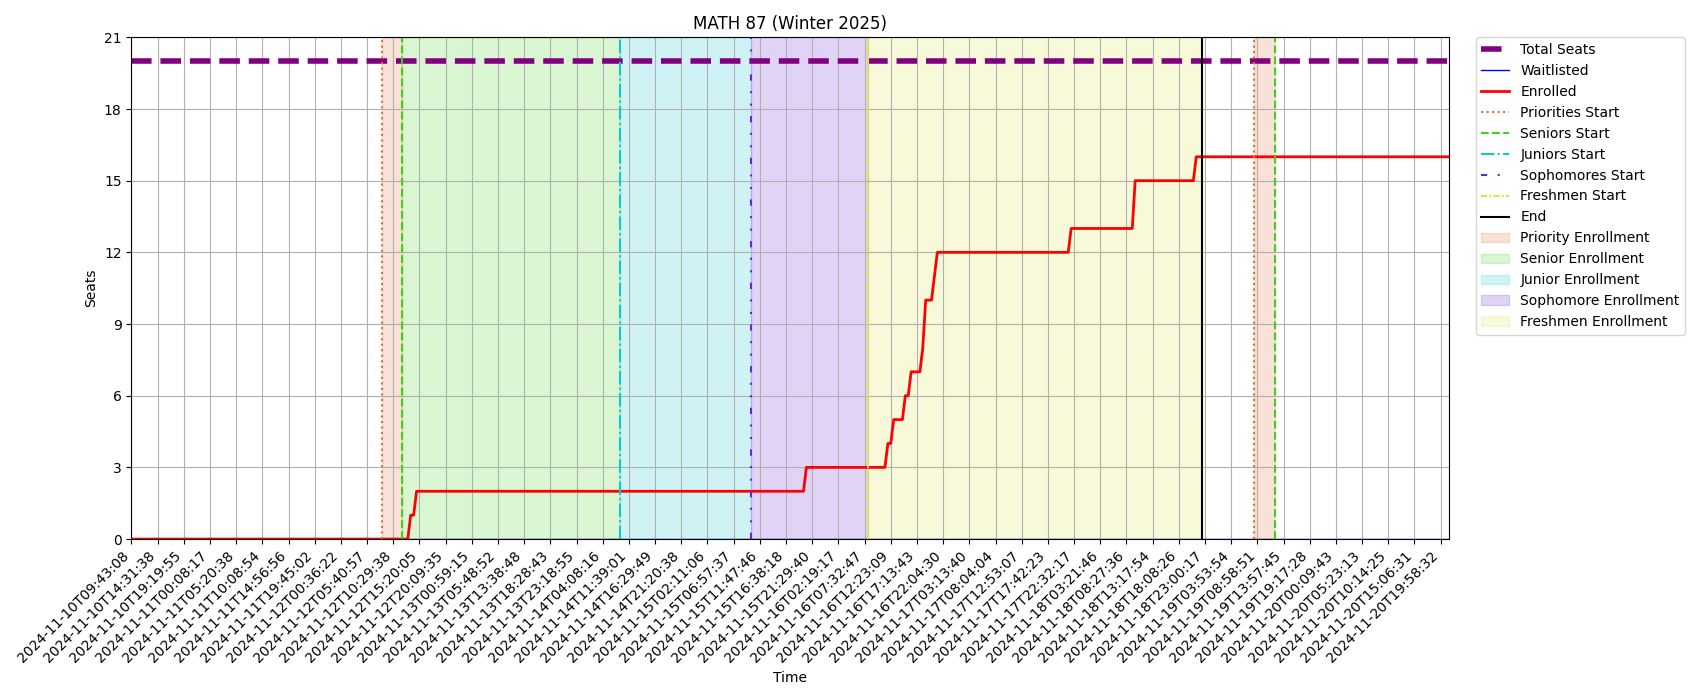 MATH 87 (Winter 2025)
21
18
15
12
9
6
3
0
Seats
2024-11-10T09:43:08
2024-11-10T14:31:38
2024-11-10T19:19:55
2024-11-11T00:08:17
2024-11-11T05:20:38
2024-11-11T10:08:54
2024-11-11T14:56:56
2024-11-11T19:45:02
2024-11-12T00:36:22
2024-11-12T05:40:57
2024-11-12T10:29:38
2024-11-12T15:20:05
2024-11-12T20:09:35
2024-11-13T00:59:15
2024-11-13T05:48:52
2024-11-13T13:38:48
2024-11-13T18:28:43
2024-11-13T23:18:55
2024-11-14T04:08:16
2024-11-14T11:39:01
2024-11-14T16:29:49
2024-11-14T21:20:38
2024-11-15T02:11:06
2024-11-15T06:57:37
2024-11-15T11:47:46
2024-11-15T16:38:18
2024-11-15T21:29:40
2024-11-16T02:19:17
2024-11-16T07:32:47
2024-11-16T12:23:09
2024-11-16T17:13:43
2024-11-16T22:04:30
2024-11-17T03:13:40
2024-11-17T08:04:04
2024-11-17T12:53:07
2024-11-17T17:42:23
2024-11-17T22:32:17
2024-11-18T03:21:46
2024-11-18T08:27:36
2024-11-18T13:17:54
2024-11-18T18:08:26
2024-11-18T23:00:17
2024-11-19T03:53:54
2024-11-19T08:58:51
2024-11-19T13:57:45
2024-11-19T19:17:28
2024-11-20T00:09:43
2024-11-20T05:23:13
2024-11-20T10:14:25
2024-11-20T15:06:31
2024-11-20T19:58:32
Time
Total Seats
Waitlisted
Enrolled
Priorities Start
Seniors Start
Juniors Start
Sophomores Start
Freshmen Start
End
Priority Enrollment
Senior Enrollment
Junior Enrollment
Sophomore Enrollment
Freshmen Enrollment